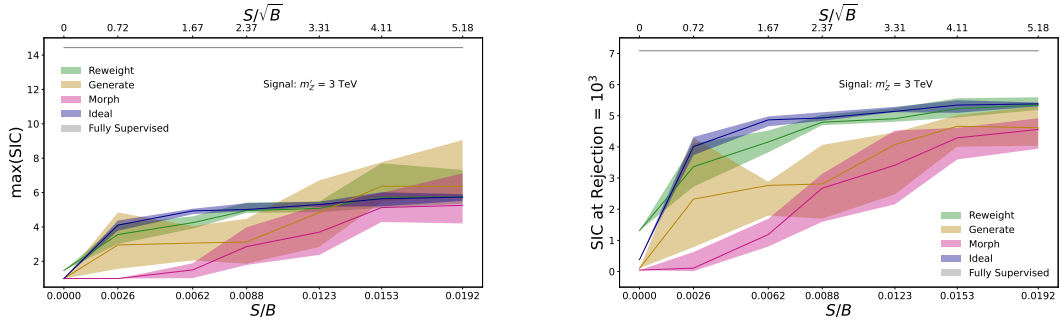 S/√B
0 0.72 1.67 2.37 3.31 4.11 5.18
max(SIC)
14
12
10
8
6
4
2
Reweight
Generate
Morph
Ideal
Fully Supervised
Signal: m′_Z = 3 TeV
0.0000 0.0026 0.0062 0.0088 0.0123 0.0153 0.0192
S/B
S/√B
0 0.72 1.67 2.37 3.31 4.11 5.18
SIC at Rejection = 10³
7
6
5
4
3
2
1
0
Signal: m′_Z = 3 TeV
Reweight
Generate
Morph
Ideal
Fully Supervised
0.0000 0.0026 0.0062 0.0088 0.0123 0.0153 0.0192
S/B